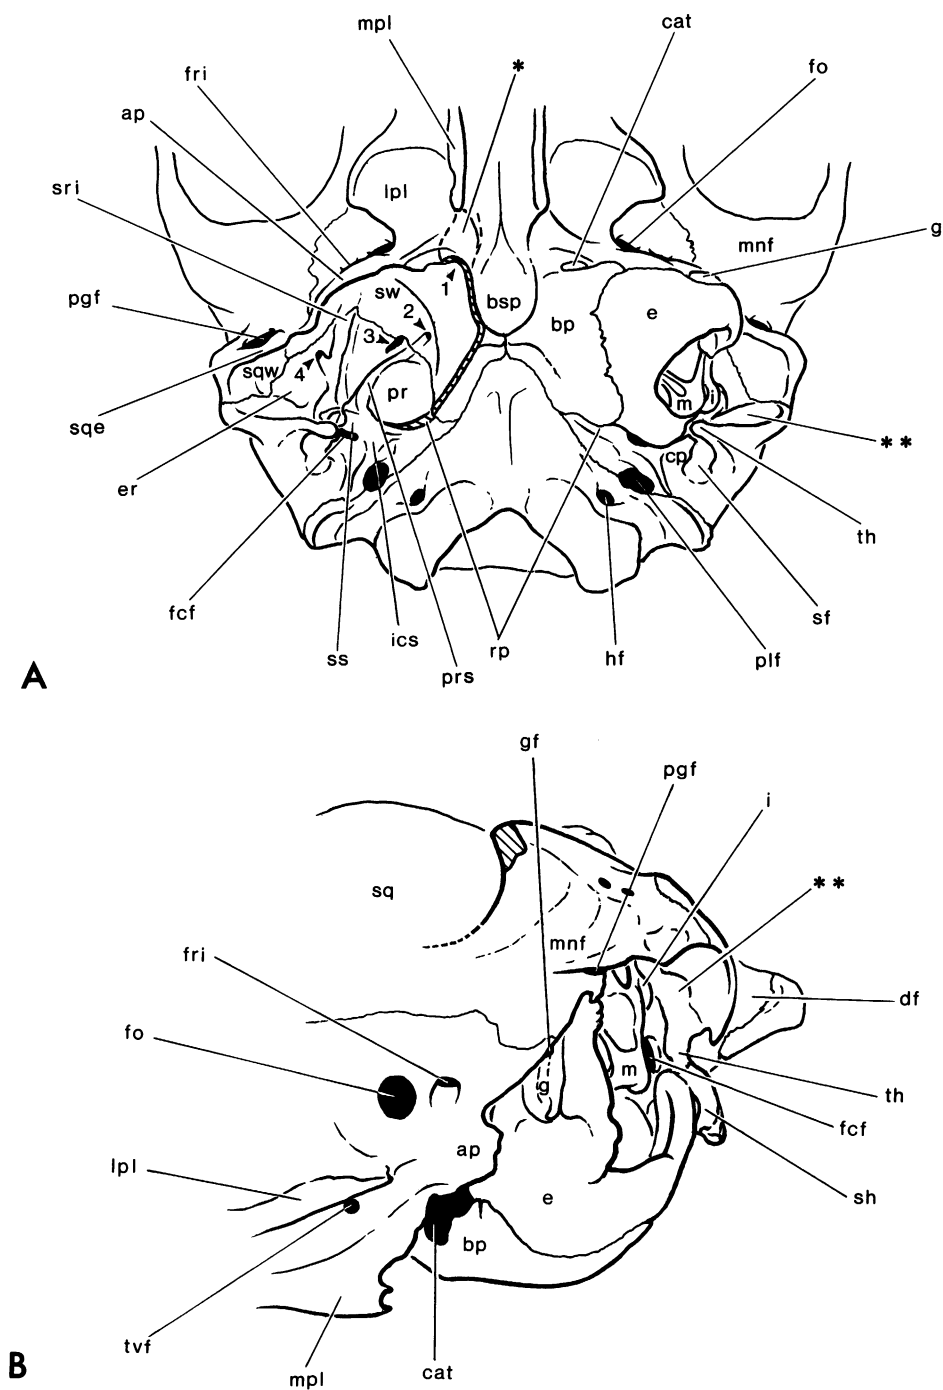 mpl
cat
*
fri
fo
ap
sri
lpl
g
mnf
1
sw
bsp
e
pgf
2
bp
3
4
sqw
pr
m
i
sqe
* *
cp
er
th
fcf
sf
ss
ics
rp
hf
plf
prs
A
gf
pgf
i
* *
sq
mnf
fri
df
fo
g
m
th
fcf
ap
lpl
sh
e
bp
tvf
cat
mpl
B